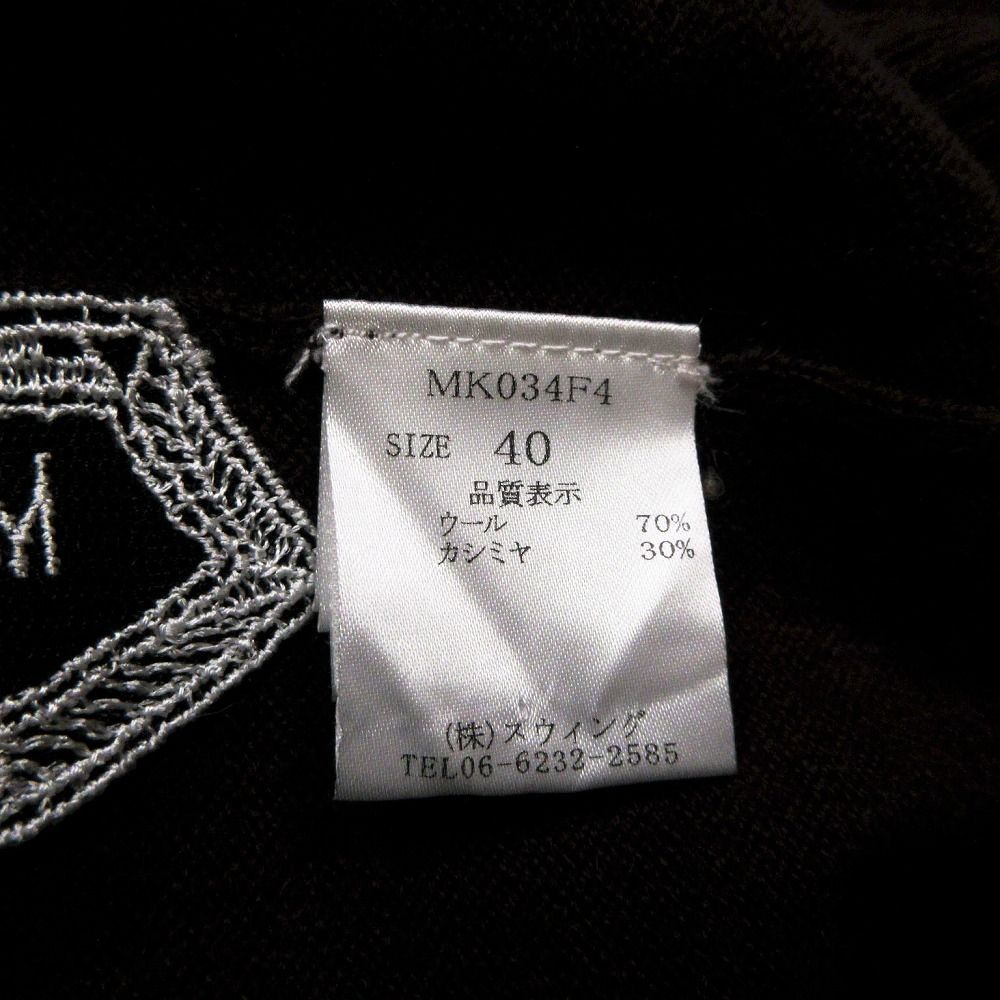 MK034F4
SIZE 40
品質表示
ウール 70%
カシミヤ 30%
(株)スウィング
TEL06-6232-2585
M